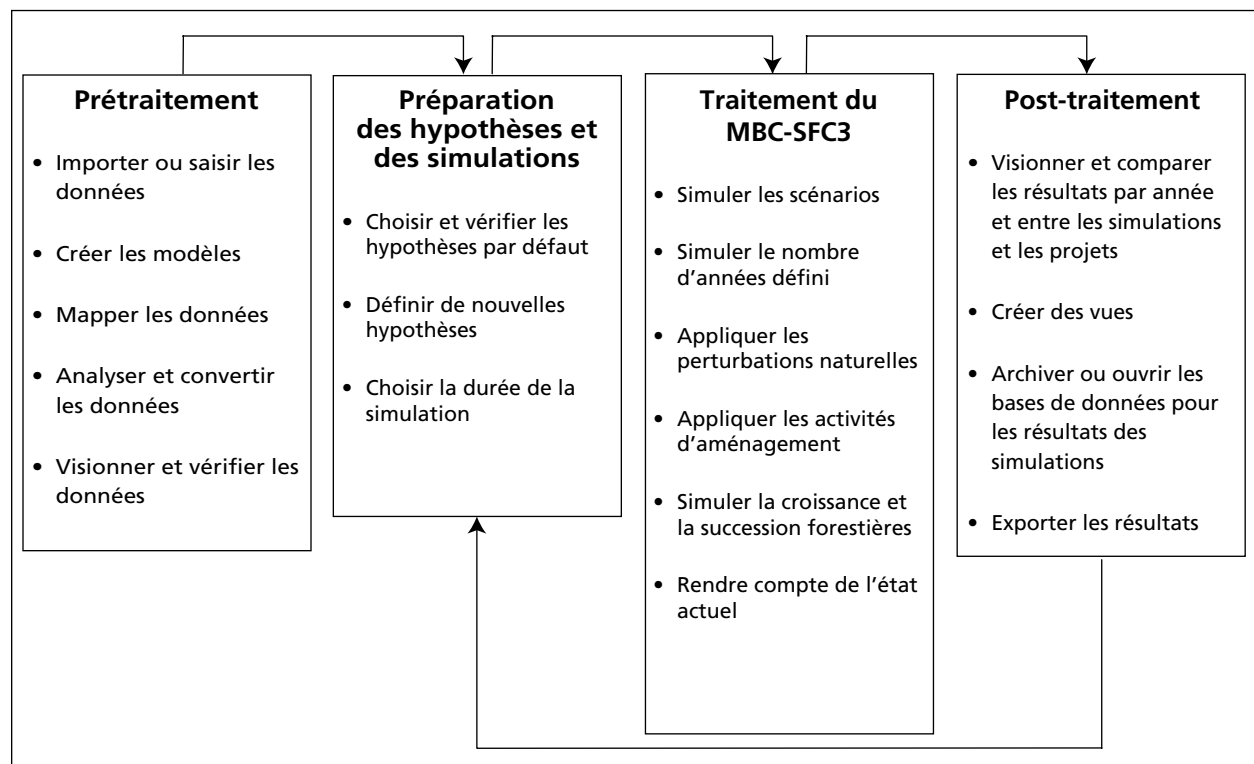 Prétraitement
• Importer ou saisir les
données
• Créer les modèles
• Mapper les données
• Analyser et convertir
les données
• Visionner et vérifier les
données
Préparation
des hypothèses et
des simulations
• Choisir et vérifier les
hypothèses par défaut
• Définir de nouvelles
hypothèses
• Choisir la durée de la
simulation
Traitement du
MBC-SFC3
• Simuler les scénarios
• Simuler le nombre
d’années défini
• Appliquer les
perturbations naturelles
• Appliquer les activités
d’aménagement
• Simuler la croissance et
la succession forestières
• Rendre compte de l’état
actuel
Post-traitement
• Visionner et comparer
les résultats par année
et entre les simulations
et les projets
• Créer des vues
• Archiver ou ouvrir les
bases de données pour
les résultats des
simulations
• Exporter les résultats